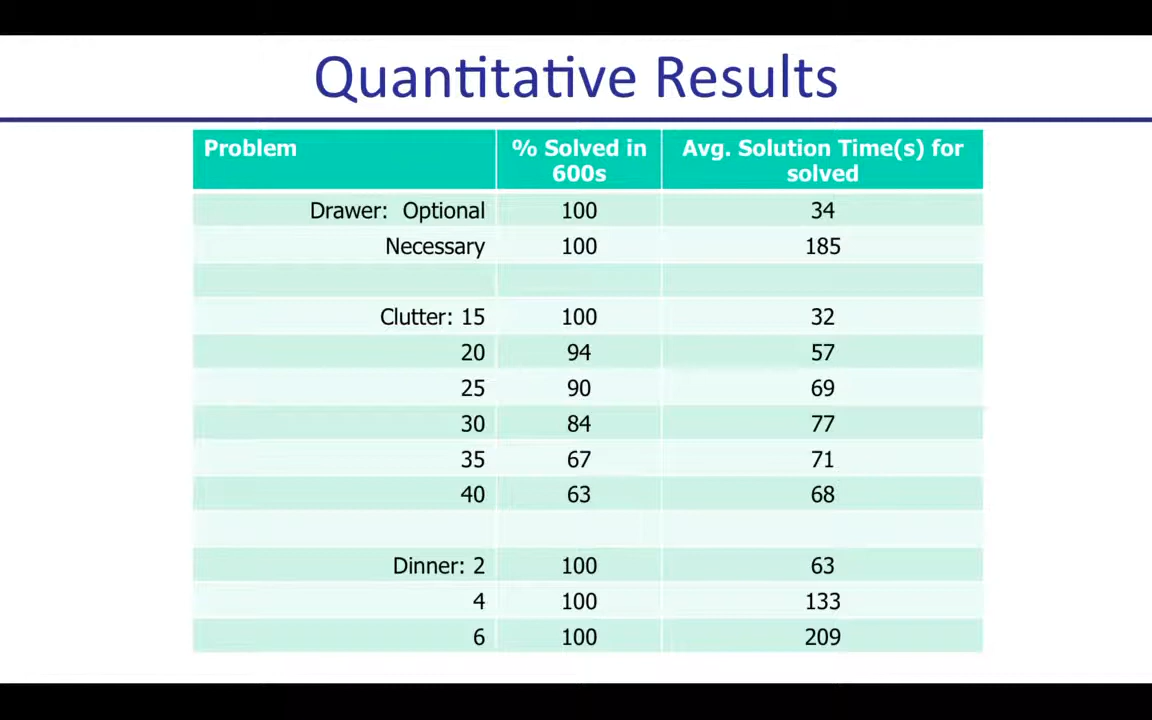 Quantitative Results
Problem % Solved in 600s Avg. Solution Time(s) for solved
Drawer: Optional 100 34
Necessary 100 185
Clutter: 15 100 32
20 94 57
25 90 69
30 84 77
35 67 71
40 63 68
Dinner: 2 100 63
4 100 133
6 100 209